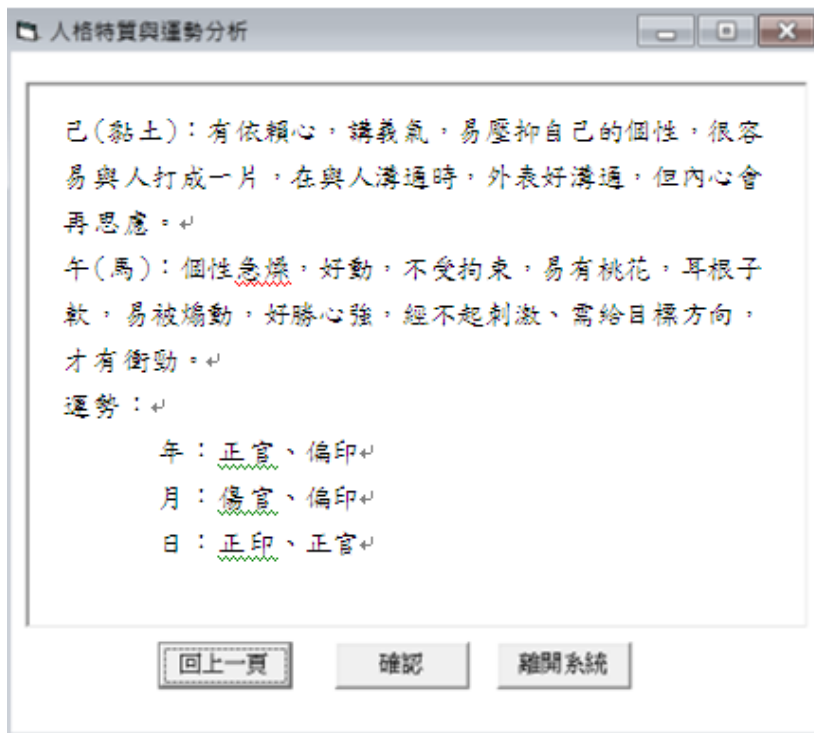 人格特質與運勢分析
己(黏土)：有依賴心，講義氣，易壓抑自己的個性，很容
易與人打成一片，在與人溝通時，外表好溝通，但內心會
再思慮。↵
午(馬)：個性急燥，好動，不受拘束，易有桃花，耳根子
軟，易被煽動，好勝心強，經不起刺激、需給目標方向，
才有衝勁。↵
運勢：↵
年：正官、偏印↵
月：傷官、偏印↵
日：正印、正官↵
回上一頁 確認 離開系統